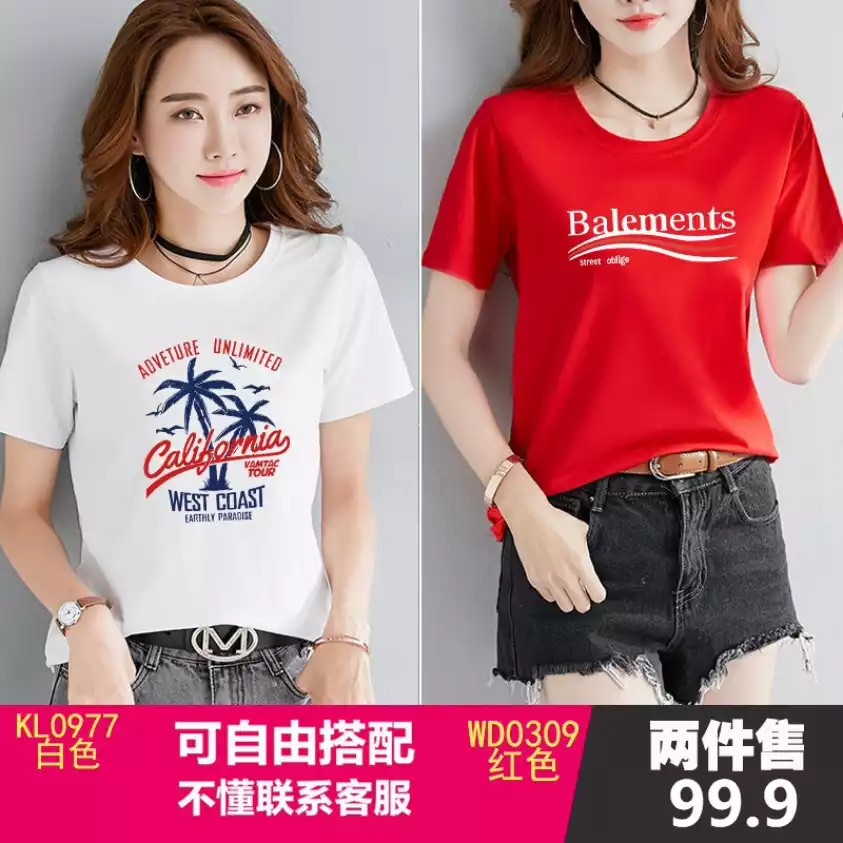 ADVETURE UNLIMITED
California
VAMTAC
TOUR
WEST COAST
EARTHLY PARADISE
M
Balements
street oblige
KL0977
白色
可自由搭配
不懂联系客服
WD0309
红色
两件售
99.9